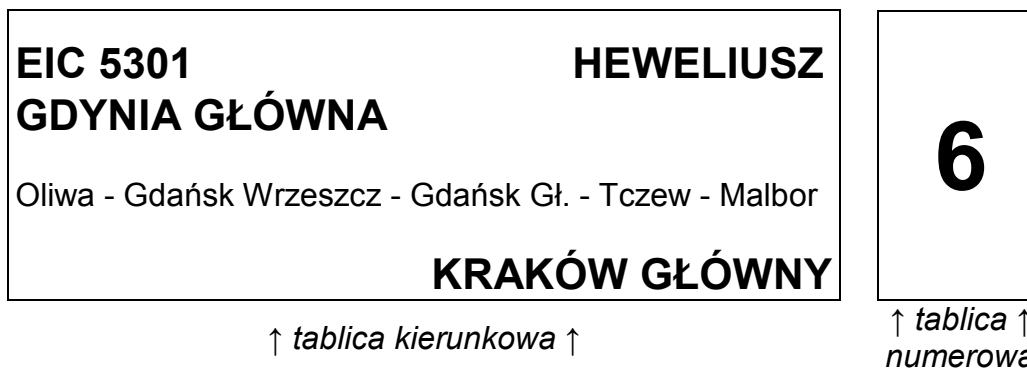 EIC 5301 HEWELIUSZ
GDYNIA GŁÓWNA
Oliwa - Gdańsk Wrzeszcz - Gdańsk Gł. - Tczew - Malbor
KRAKÓW GŁÓWNY
↑ tablica kierunkowa ↑
6
↑ tablica ↑
numerowa